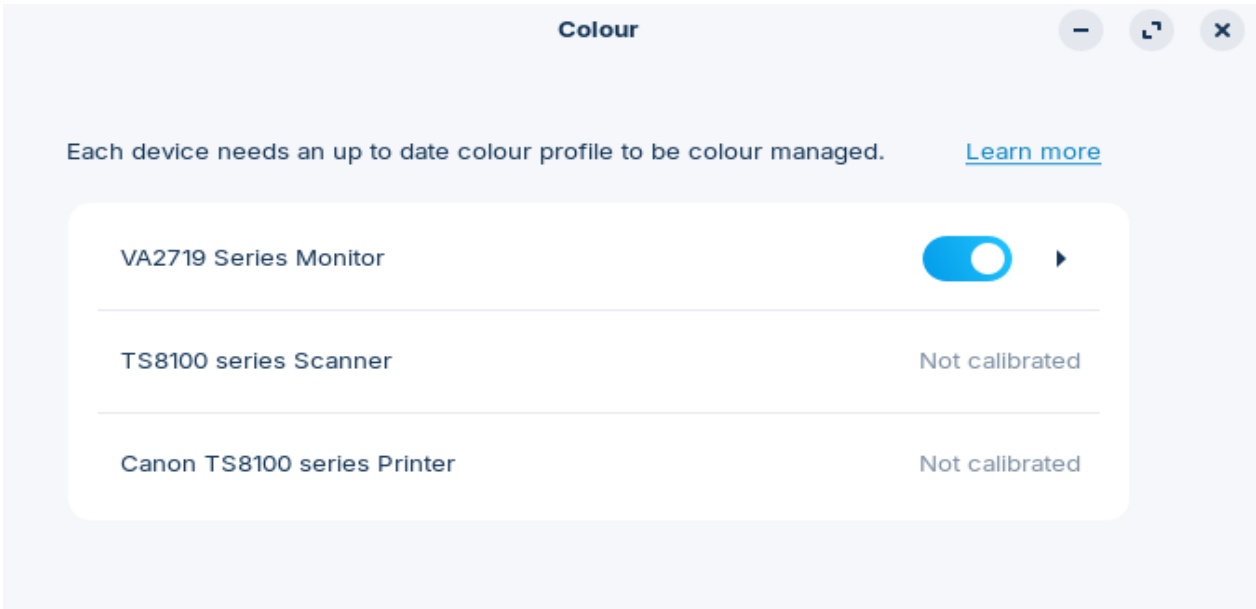 Colour
Each device needs an up to date colour profile to be colour managed. Learn more
VA2719 Series Monitor
TS8100 series Scanner Not calibrated
Canon TS8100 series Printer Not calibrated